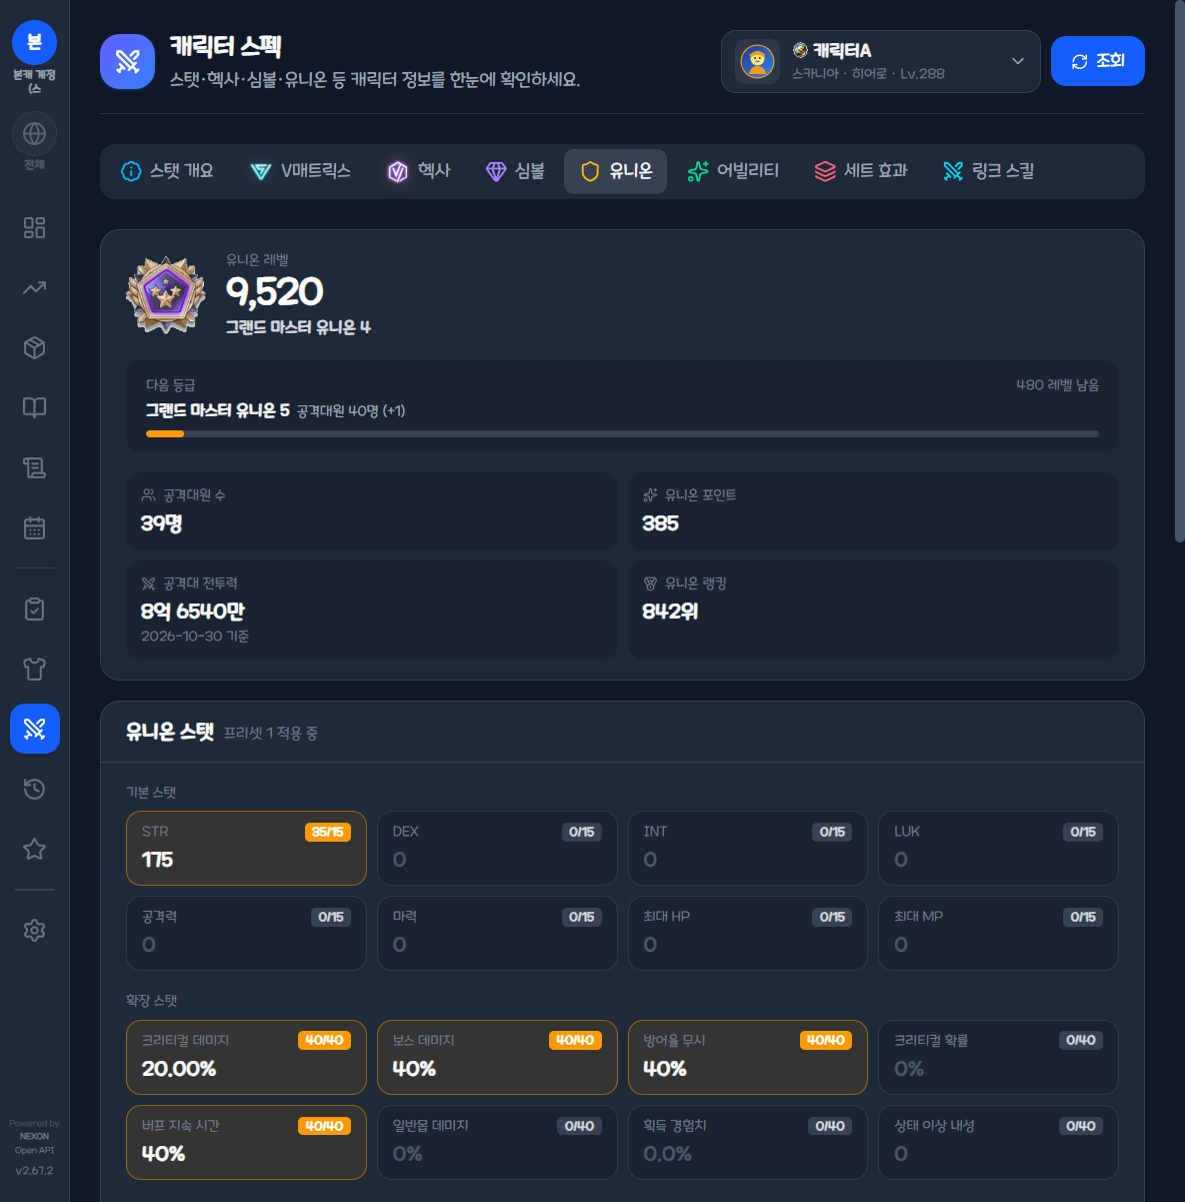 본
본캐 계정
(스
전체
Powered by
NEXON
Open API
v2.67.2
캐릭터 스펙
스탯·헥사·심볼·유니온 등 캐릭터 정보를 한눈에 확인하세요.
캐릭터A
스카니아 · 히어로 · Lv.288
조회
스탯 개요
V매트릭스
헥사
심볼
유니온
어빌리티
세트 효과
링크 스킬
유니온 레벨
9,520
그랜드 마스터 유니온 4
다음 등급
480 레벨 남음
그랜드 마스터 유니온 5 공격대원 40명 (+1)
공격대원 수
39명
유니온 포인트
385
공격대 전투력
8억 6540만
2026-10-30 기준
유니온 랭킹
842위
유니온 스탯 프리셋 1 적용 중
기본 스탯
STR 35/15
175
DEX 0/15
0
INT 0/15
0
LUK 0/15
0
공격력 0/15
0
마력 0/15
0
최대 HP 0/15
0
최대 MP 0/15
0
확장 스탯
크리티컬 데미지 40/40
20.00%
보스 데미지 40/40
40%
방어율 무시 40/40
40%
크리티컬 확률 0/40
0%
버프 지속 시간 40/40
40%
일반몹 데미지 0/40
0%
획득 경험치 0/40
0.0%
상태 이상 내성 0/40
0